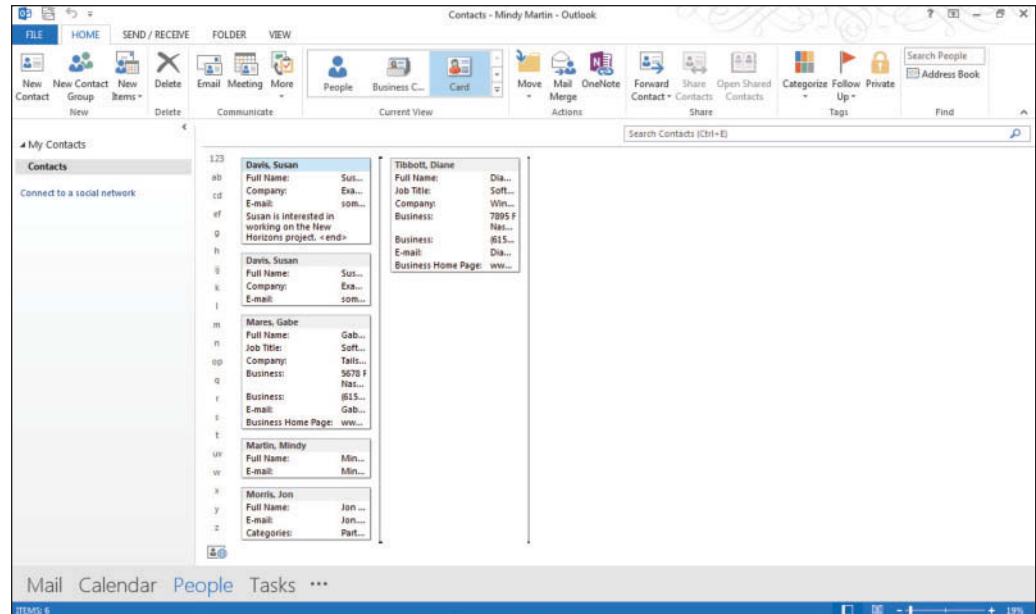 Contacts - Mindy Martin - Outlook
FILE HOME SEND / RECEIVE FOLDER VIEW
New Contact
New Contact Group
New Items
Delete
Email
Meeting
More
People
Business C...
Card
Move
Mail Merge
OneNote
Forward Contact
Share Contacts
Open Shared Contacts
Categorize
Follow Up
Private
Search People
Address Book
New Delete Communicate Current View Actions Share Tags Find
Search Contacts (Ctrl+E)
My Contacts
Contacts
Connect to a social network
123
ab
cd
ef
g
h
ij
k
l
m
n
op
q
r
s
t
uv
w
x
y
z
Davis, Susan
Full Name: Sus...
Company: Exa...
E-mail: som...
Susan is interested in
working on the New
Horizons project. <end>
Davis, Susan
Full Name: Sus...
Company: Exa...
E-mail: som...
Mares, Gabe
Full Name: Gab...
Job Title: Soft...
Company: Tails...
Business: 5678 F
Nas...
Business: (615...
E-mail: Gab...
Business Home Page: ww...
Martin, Mindy
Full Name: Min...
E-mail: Min...
Morris, Jon
Full Name: Jon ...
E-mail: Jon...
Categories: Part...
Tibbott, Diane
Full Name: Dia...
Job Title: Soft...
Company: Win...
Business: 7895 F
Nas...
Business: (615...
E-mail: Dia...
Business Home Page: ww...
Mail Calendar People Tasks •••
ITEMS: 6
19%